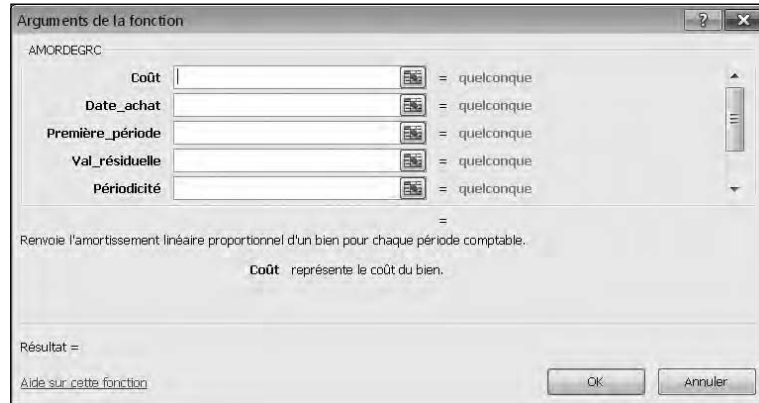 Arguments de la fonction
AMORDEGRC
Coût = quelconque
Date_achat = quelconque
Première_période = quelconque
Val_résiduelle = quelconque
Périodicité = quelconque
=
Renvoie l'amortissement linéaire proportionnel d'un bien pour chaque période comptable.
Coût représente le coût du bien.
Résultat =
Aide sur cette fonction
OK Annuler